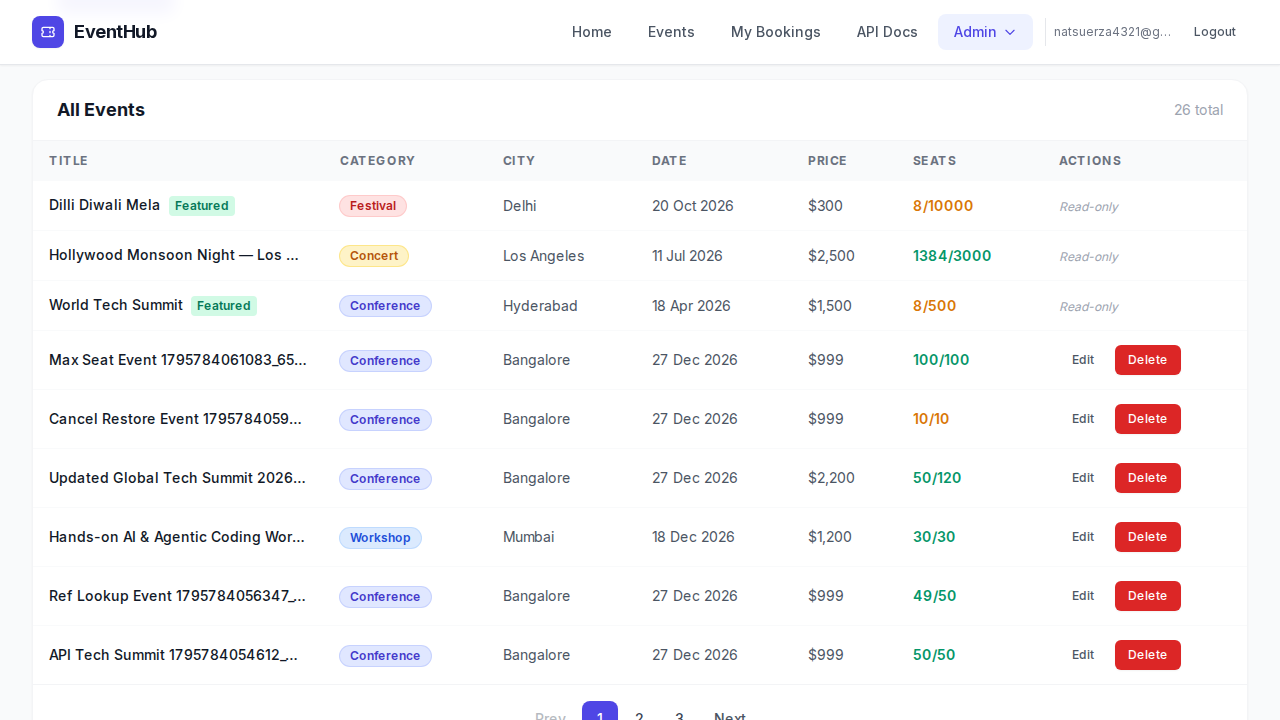 EventHub
Home Events My Bookings API Docs Admin natsuerza4321@g... Logout
All Events 26 total
TITLE CATEGORY CITY DATE PRICE SEATS ACTIONS
Dilli Diwali Mela Featured Festival Delhi 20 Oct 2026 $300 8/10000 Read-only
Hollywood Monsoon Night — Los ... Concert Los Angeles 11 Jul 2026 $2,500 1384/3000 Read-only
World Tech Summit Featured Conference Hyderabad 18 Apr 2026 $1,500 8/500 Read-only
Max Seat Event 1795784061083_65... Conference Bangalore 27 Dec 2026 $999 100/100 Edit Delete
Cancel Restore Event 1795784059... Conference Bangalore 27 Dec 2026 $999 10/10 Edit Delete
Updated Global Tech Summit 2026... Conference Bangalore 27 Dec 2026 $2,200 50/120 Edit Delete
Hands-on AI & Agentic Coding Wor... Workshop Mumbai 18 Dec 2026 $1,200 30/30 Edit Delete
Ref Lookup Event 1795784056347_... Conference Bangalore 27 Dec 2026 $999 49/50 Edit Delete
API Tech Summit 1795784054612_... Conference Bangalore 27 Dec 2026 $999 50/50 Edit Delete
Prev 1 2 3 Next